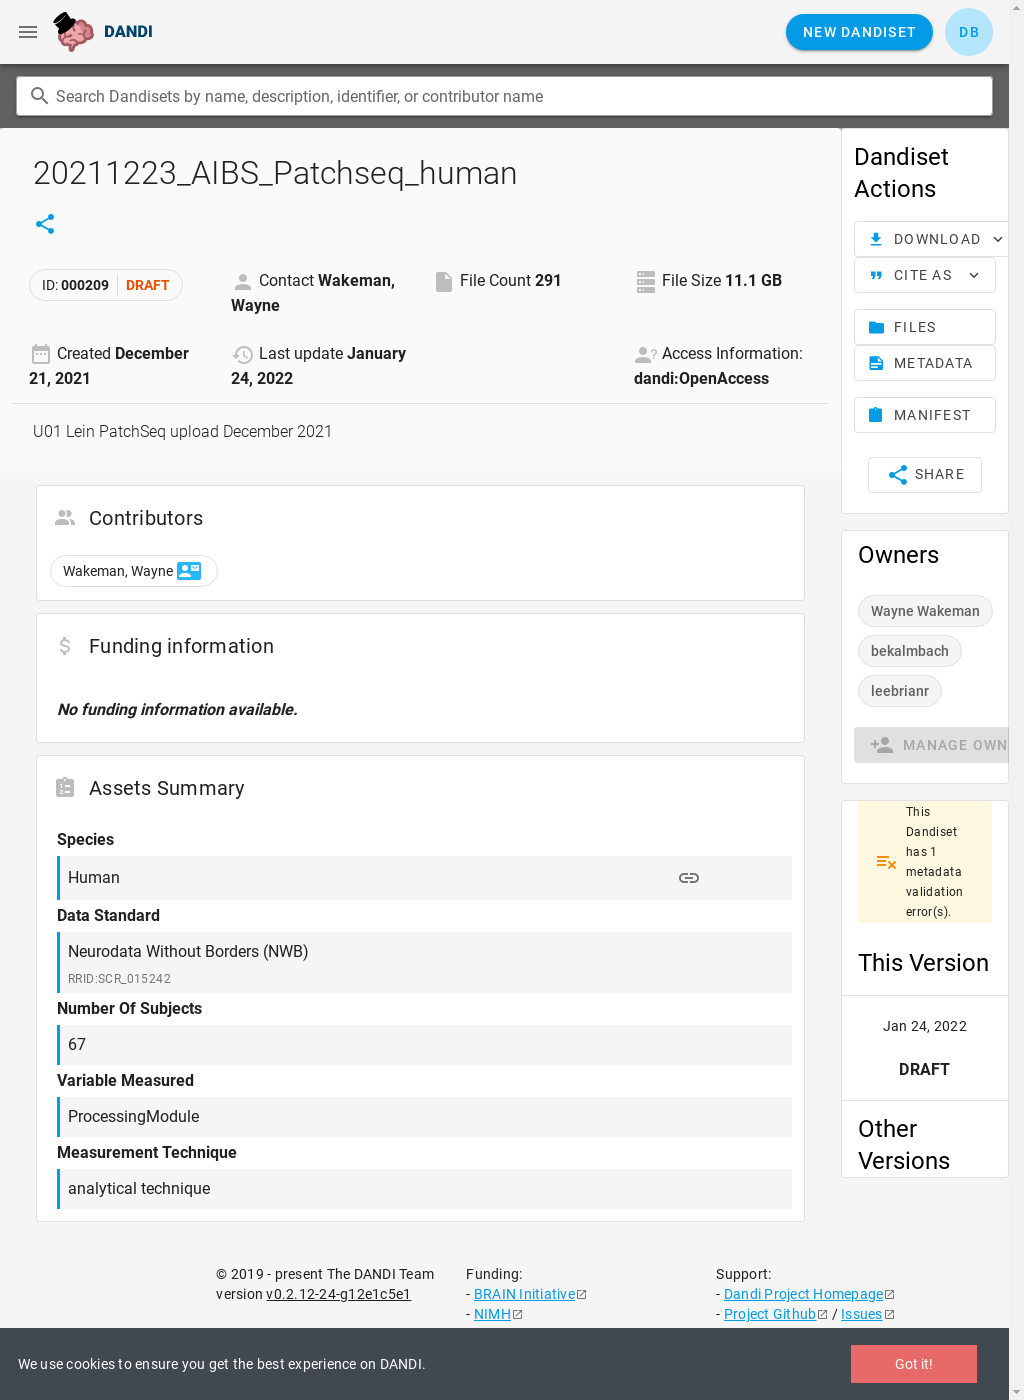 DANDI
NEW DANDISET
DB
Search Dandisets by name, description, identifier, or contributor name
20211223_AIBS_Patchseq_human
ID: 000209 DRAFT
Contact Wakeman, Wayne
File Count 291
File Size 11.1 GB
Created December 21, 2021
Last update January 24, 2022
Access Information: dandi:OpenAccess
U01 Lein PatchSeq upload December 2021
Contributors
Wakeman, Wayne
Funding information
No funding information available.
Assets Summary
Species
Human
Data Standard
Neurodata Without Borders (NWB)
RRID:SCR_015242
Number Of Subjects
67
Variable Measured
ProcessingModule
Measurement Technique
analytical technique
Dandiset
Actions
DOWNLOAD
CITE AS
FILES
METADATA
MANIFEST
SHARE
Owners
Wayne Wakeman
bekalmbach
leebrianr
MANAGE OWN
This
Dandiset
has 1
metadata
validation
error(s).
This Version
Jan 24, 2022
DRAFT
Other
Versions
© 2019 - present The DANDI Team
version v0.2.12-24-g12e1c5e1
Funding:
- BRAIN Initiative
- NIMH
Support:
- Dandi Project Homepage
- Project Github / Issues
We use cookies to ensure you get the best experience on DANDI.
Got it!